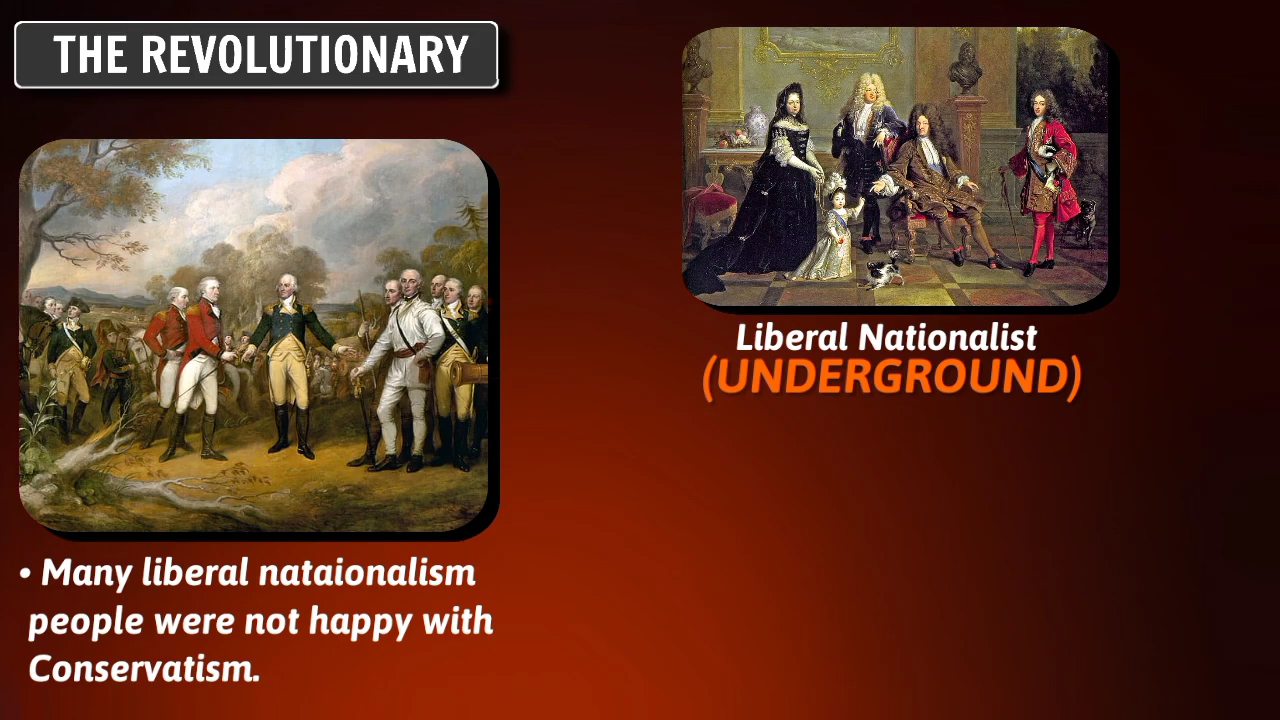 THE REVOLUTIONARY
• Many liberal nataionalism
people were not happy with
Conservatism.
Liberal Nationalist
(UNDERGROUND)